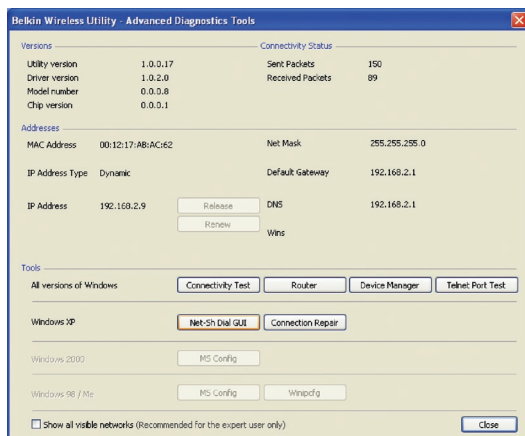 Belkin Wireless Utility - Advanced Diagnostics Tools
Versions
Utility version 1.0.0.17
Driver version 1.0.2.0
Model number 0.0.0.8
Chip version 0.0.0.1
Connectivity Status
Sent Packets 150
Received Packets 89
Addresses
MAC Address 00:12:17:AB:AC:62
Net Mask 255.255.255.0
IP Address Type Dynamic
Default Gateway 192.168.2.1
IP Address 192.168.2.9
Release
Renew
DNS 192.168.2.1
Wins
Tools
All versions of Windows Connectivity Test Router Device Manager Telnet Port Test
Windows XP Net-Sh Dial GUI Connection Repair
Windows 2000 MS Config
Windows 98 / Me MS Config Winipcfg
Show all visible networks (Recommended for the expert user only) Close